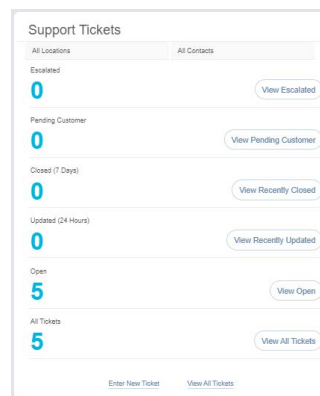 Support Tickets
All Locations All Contacts
Escalated
0 View Escalated
Pending Customer
0 View Pending Customer
Closed (7 Days)
0 View Recently Closed
Updated (24 Hours)
0 View Recently Updated
Open
5 View Open
All Tickets
5 View All Tickets
Enter New Ticket View All Tickets